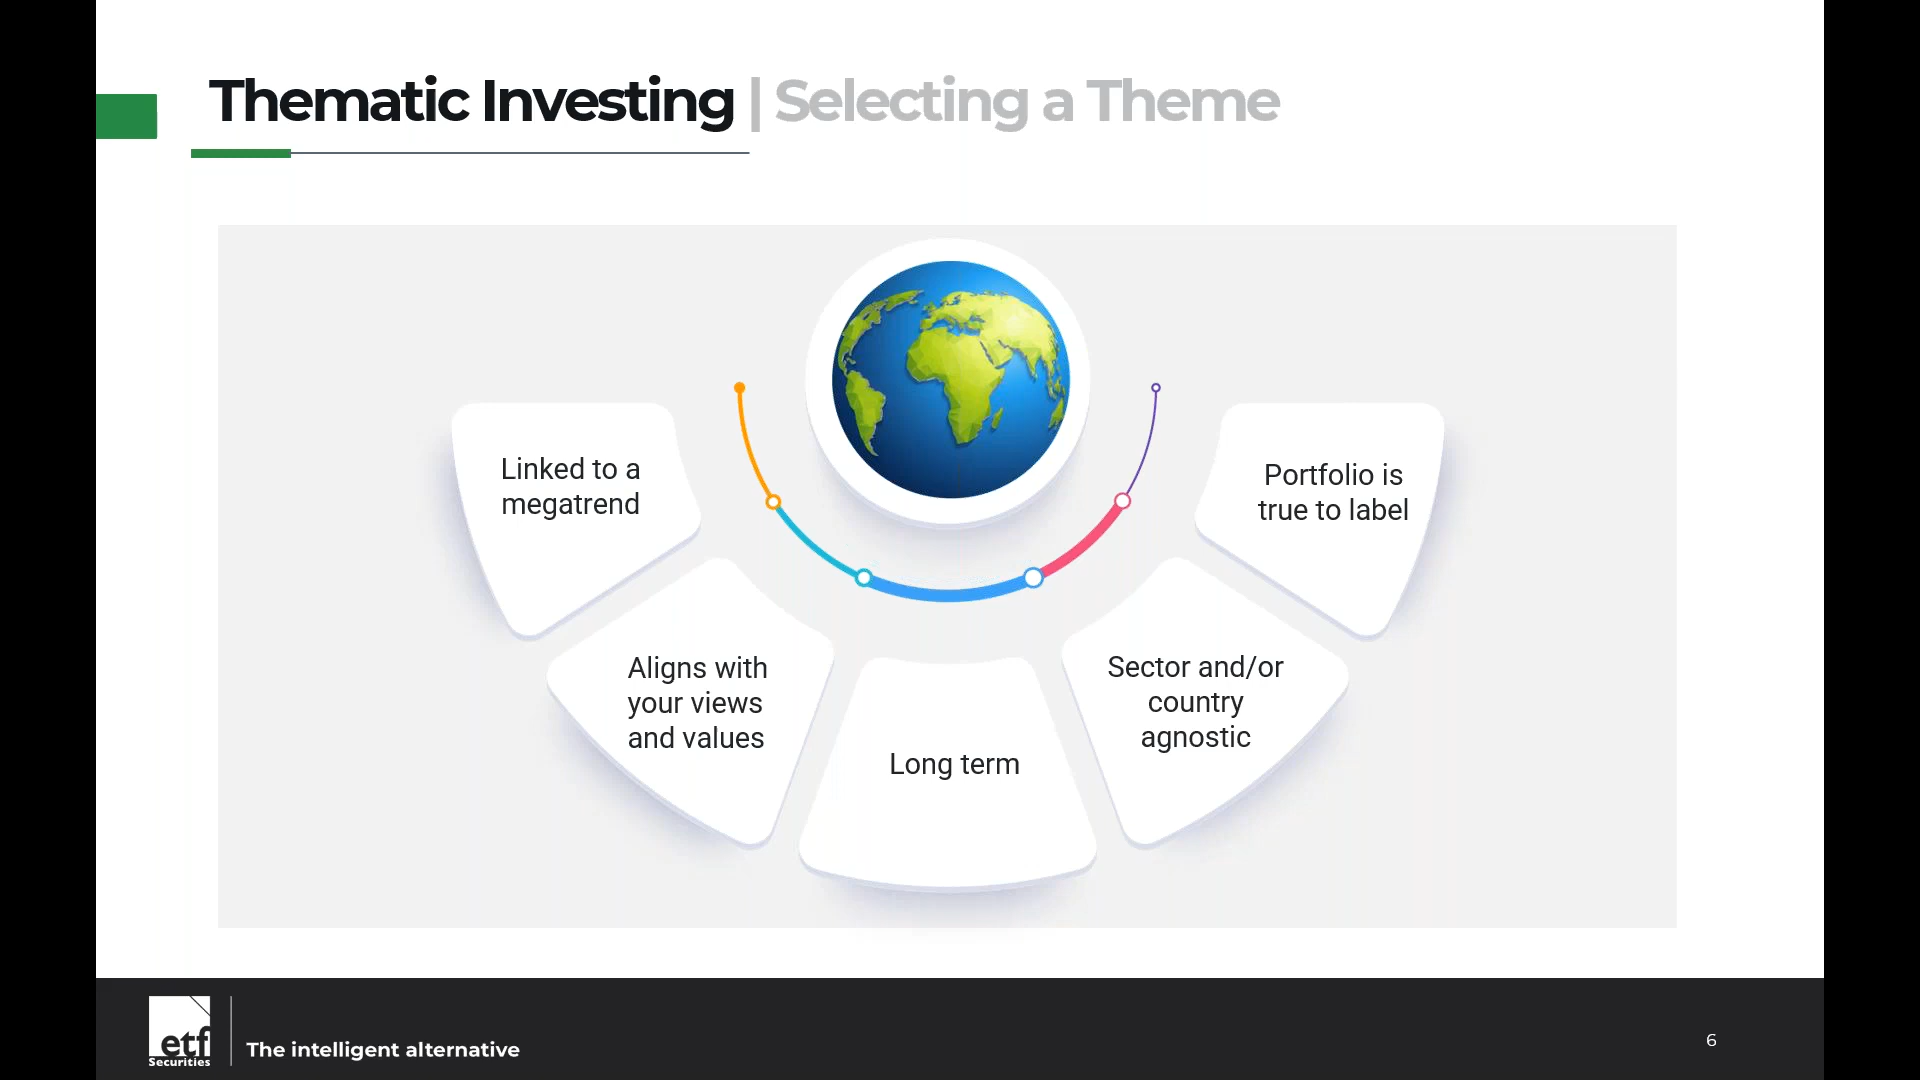 Thematic Investing | Selecting a Theme
Linked to a
megatrend
Aligns with
your views
and values
Long term
Sector and/or
country
agnostic
Portfolio is
true to label
etf
Securities
The intelligent alternative
6